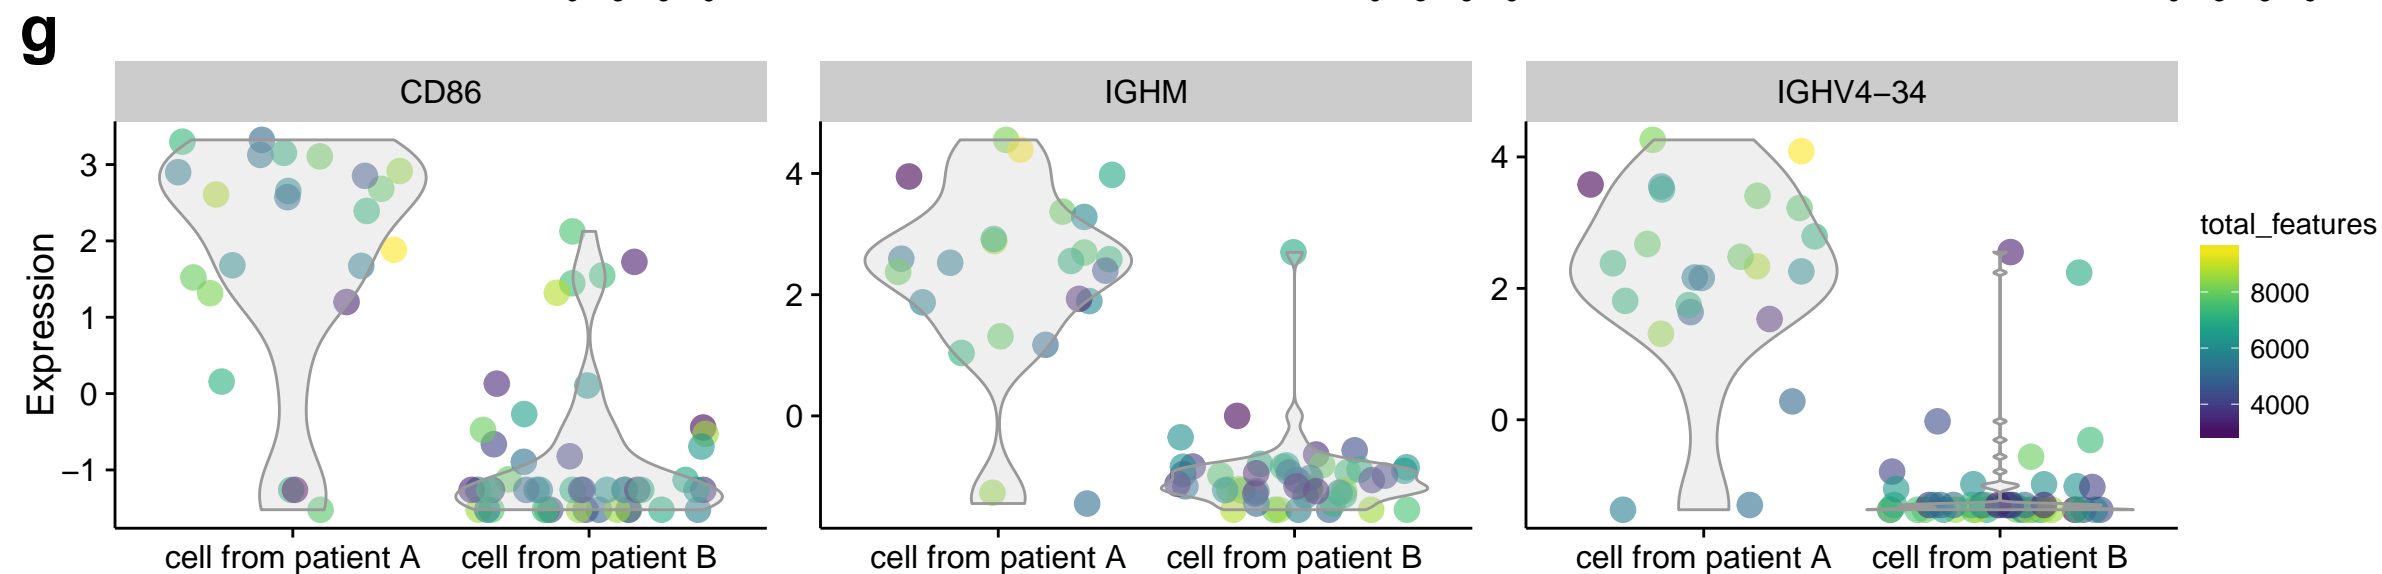 g
CD86
IGHM
IGHV4−34
Expression
3
2
1
0
−1
4
2
0
4
2
0
cell from patient A
cell from patient B
cell from patient A
cell from patient B
cell from patient A
cell from patient B
total_features
8000
6000
4000